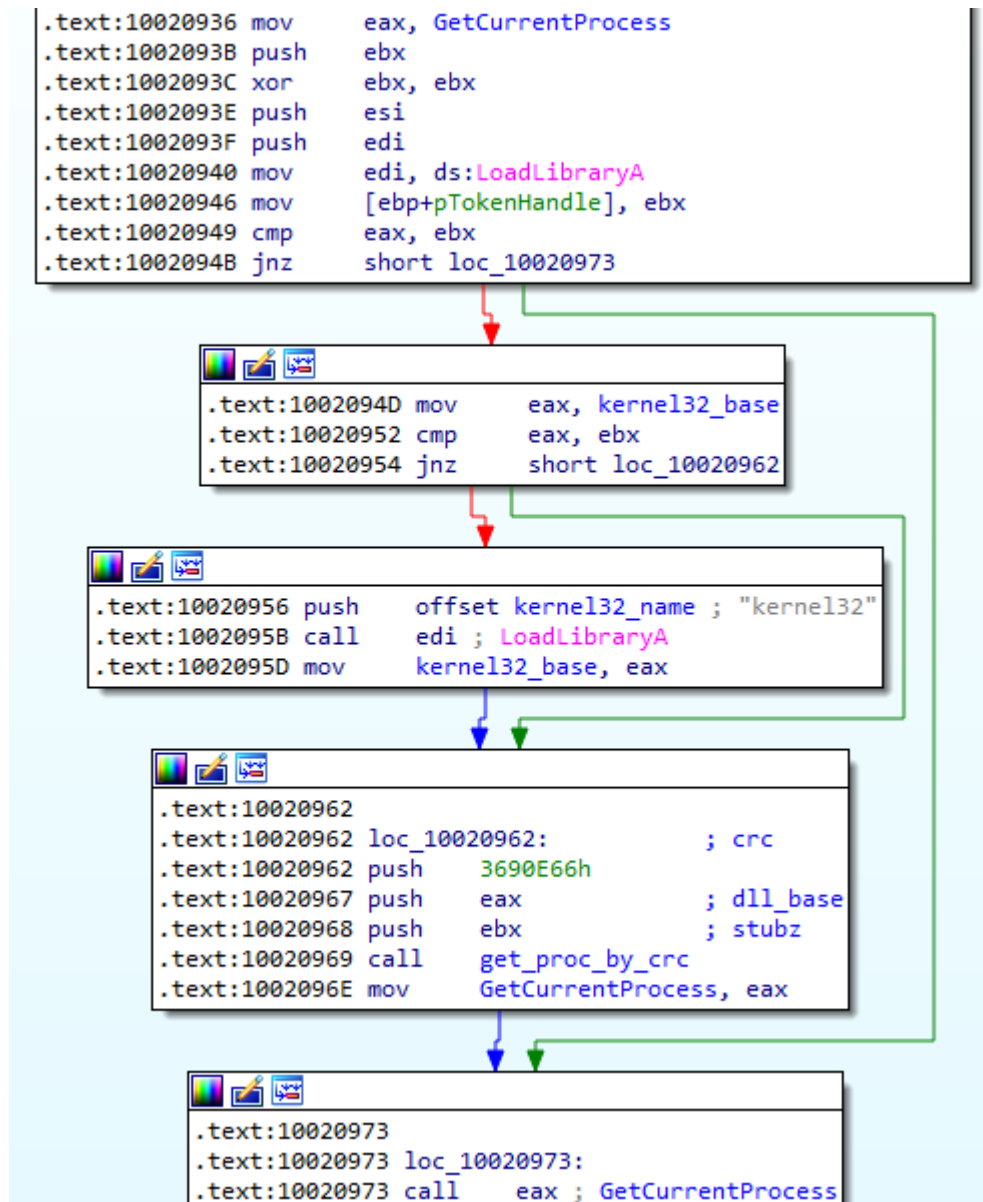 .text:10020936 mov eax, GetCurrentProcess
.text:1002093B push ebx
.text:1002093C xor ebx, ebx
.text:1002093E push esi
.text:1002093F push edi
.text:10020940 mov edi, ds:LoadLibraryA
.text:10020946 mov [ebp+pTokenHandle], ebx
.text:10020949 cmp eax, ebx
.text:1002094B jnz short loc_10020973
.text:1002094D mov eax, kernel32_base
.text:10020952 cmp eax, ebx
.text:10020954 jnz short loc_10020962
.text:10020956 push offset kernel32_name ; "kernel32"
.text:1002095B call edi ; LoadLibraryA
.text:1002095D mov kernel32_base, eax
.text:10020962
.text:10020962 loc_10020962: ; crc
.text:10020962 push 3690E66h
.text:10020967 push eax ; dll_base
.text:10020968 push ebx ; stubz
.text:10020969 call get_proc_by_crc
.text:1002096E mov GetCurrentProcess, eax
.text:10020973
.text:10020973 loc_10020973:
.text:10020973 call eax ; GetCurrentProcess